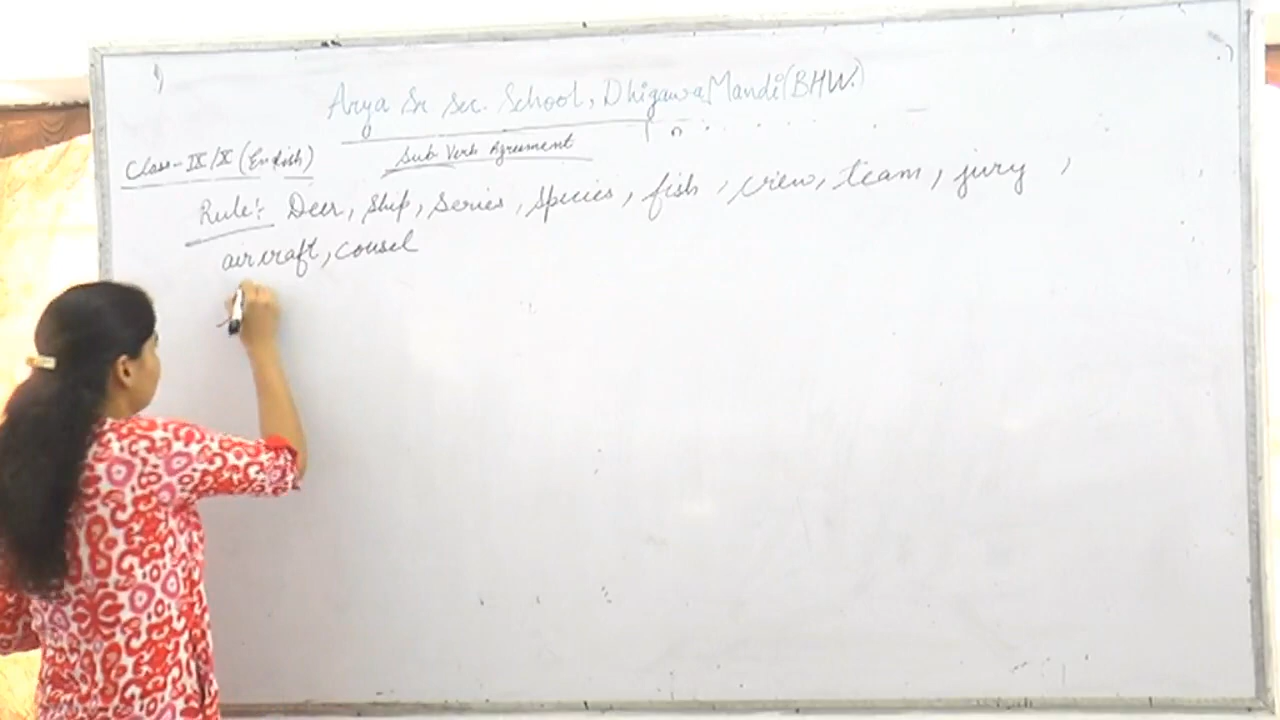 Arya Sr Sec. School, Dhigawa Mandi (BHW.)
Class-IX/X (English)
Sub Verb Agreement
Rule:- Deer, Ship, Series, Species, fish, crew, team, jury,
aircraft, cousel